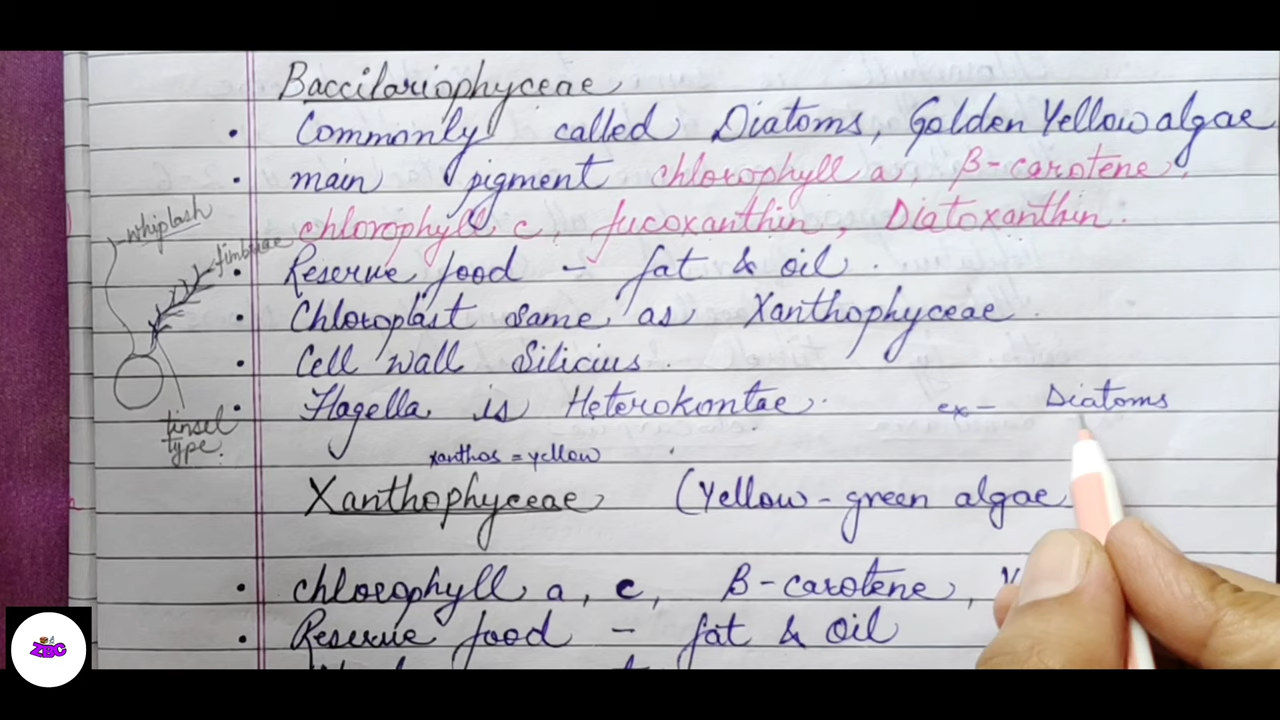 Baccilariophyceae
• Commonly called Diatoms, Golden Yellow algae
• main pigment chlorophyll a, β-carotene,
chlorophyll c, fucoxanthin, Diatoxanthin.
whiplash
• Reserve food - fat & oil.
• Chloroplast same as Xanthophyceae.
• Cell wall Silicius.
• Flagella is Heterokontae. ex- Diatoms
tinsel
type.
xanthos = yellow
Xanthophyceae (Yellow-green algae
• chlorophyll a, c, β-carotene,
• Reserve food - fat & Oil
ZBC